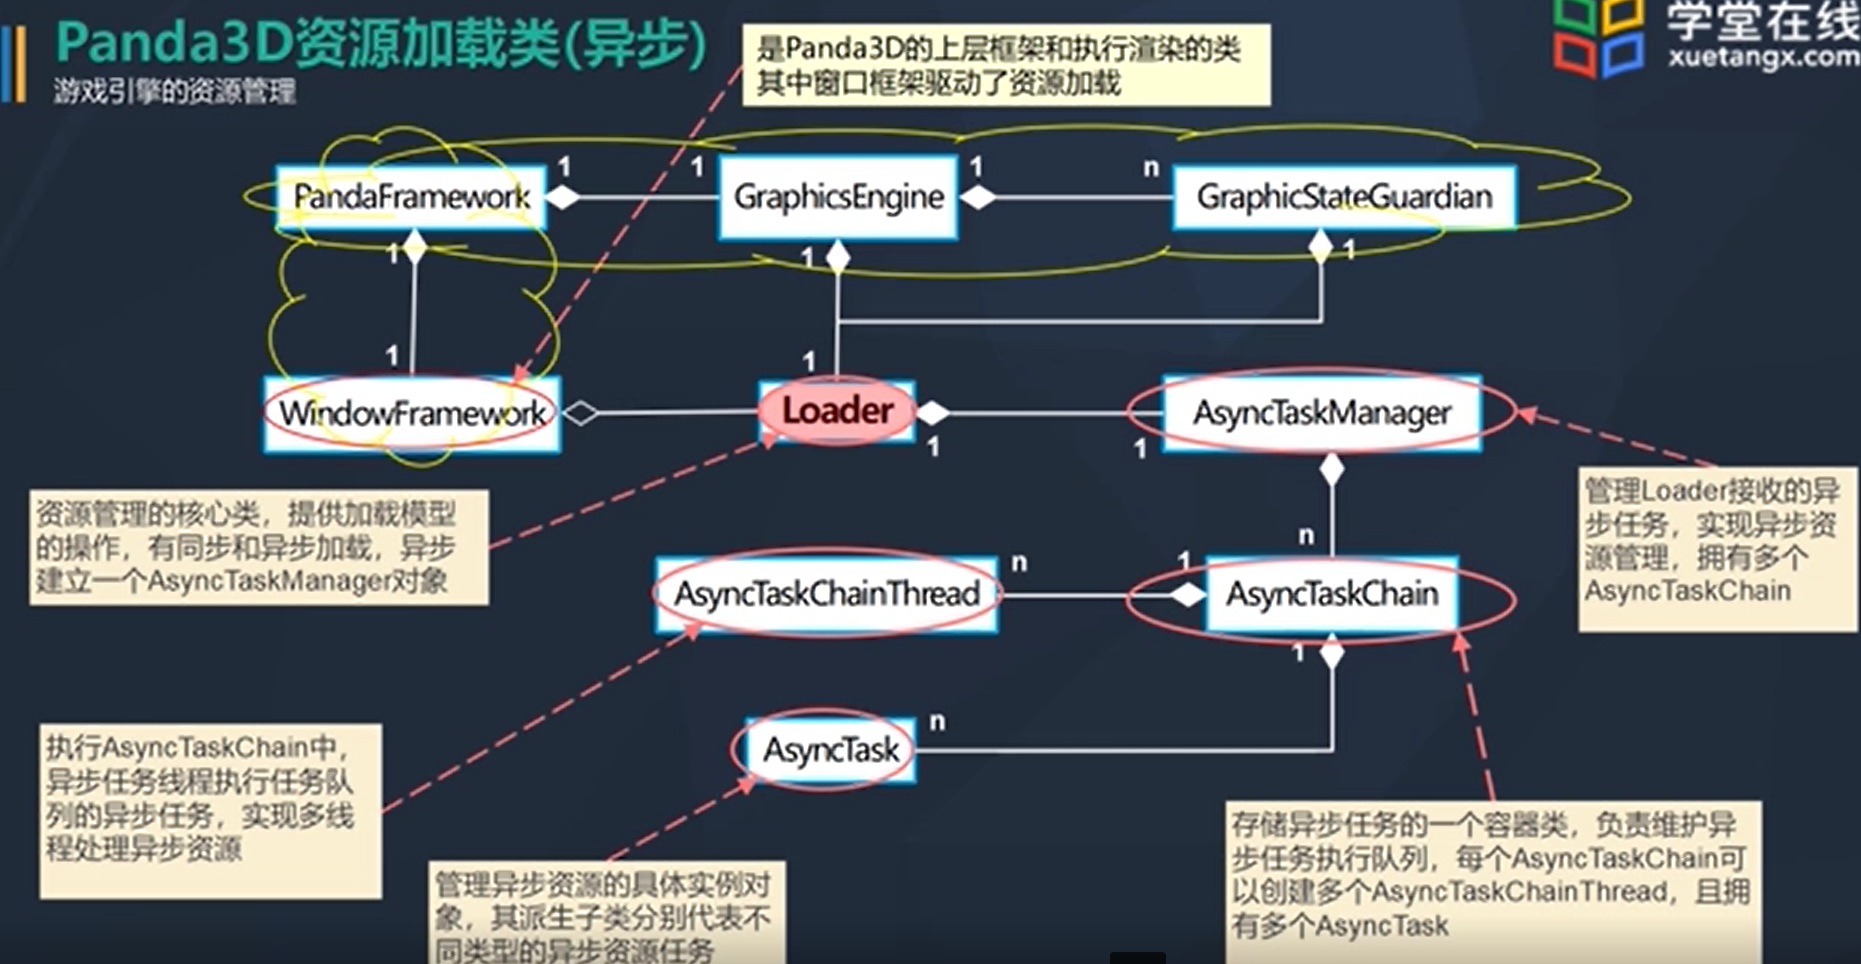 Panda3D资源加载类(异步)
游戏引擎的资源管理
学堂在线
xuetangx.com
是Panda3D的上层框架和执行渲染的类
其中窗口框架驱动了资源加载
PandaFramework
1
1
GraphicsEngine
1
n
GraphicStateGuardian
1
1
1
1
1
WindowFramework
Loader
1
1
AsyncTaskManager
资源管理的核心类，提供加载模型
的操作，有同步和异步加载，异步
建立一个AsyncTaskManager对象
管理Loader接收的异
步任务，实现异步资
源管理，拥有多个
AsyncTaskChain
n
AsyncTaskChainThread
n
1
AsyncTaskChain
1
执行AsyncTaskChain中，
异步任务线程执行任务队
列的异步任务，实现多线
程处理异步资源
AsyncTask
n
管理异步资源的具体实例对
象，其派生子类分别代表不
同类型的异步资源任务
存储异步任务的一个容器类，负责维护异
步任务执行队列，每个AsyncTaskChain可
以创建多个AsyncTaskChainThread，且拥
有多个AsyncTask